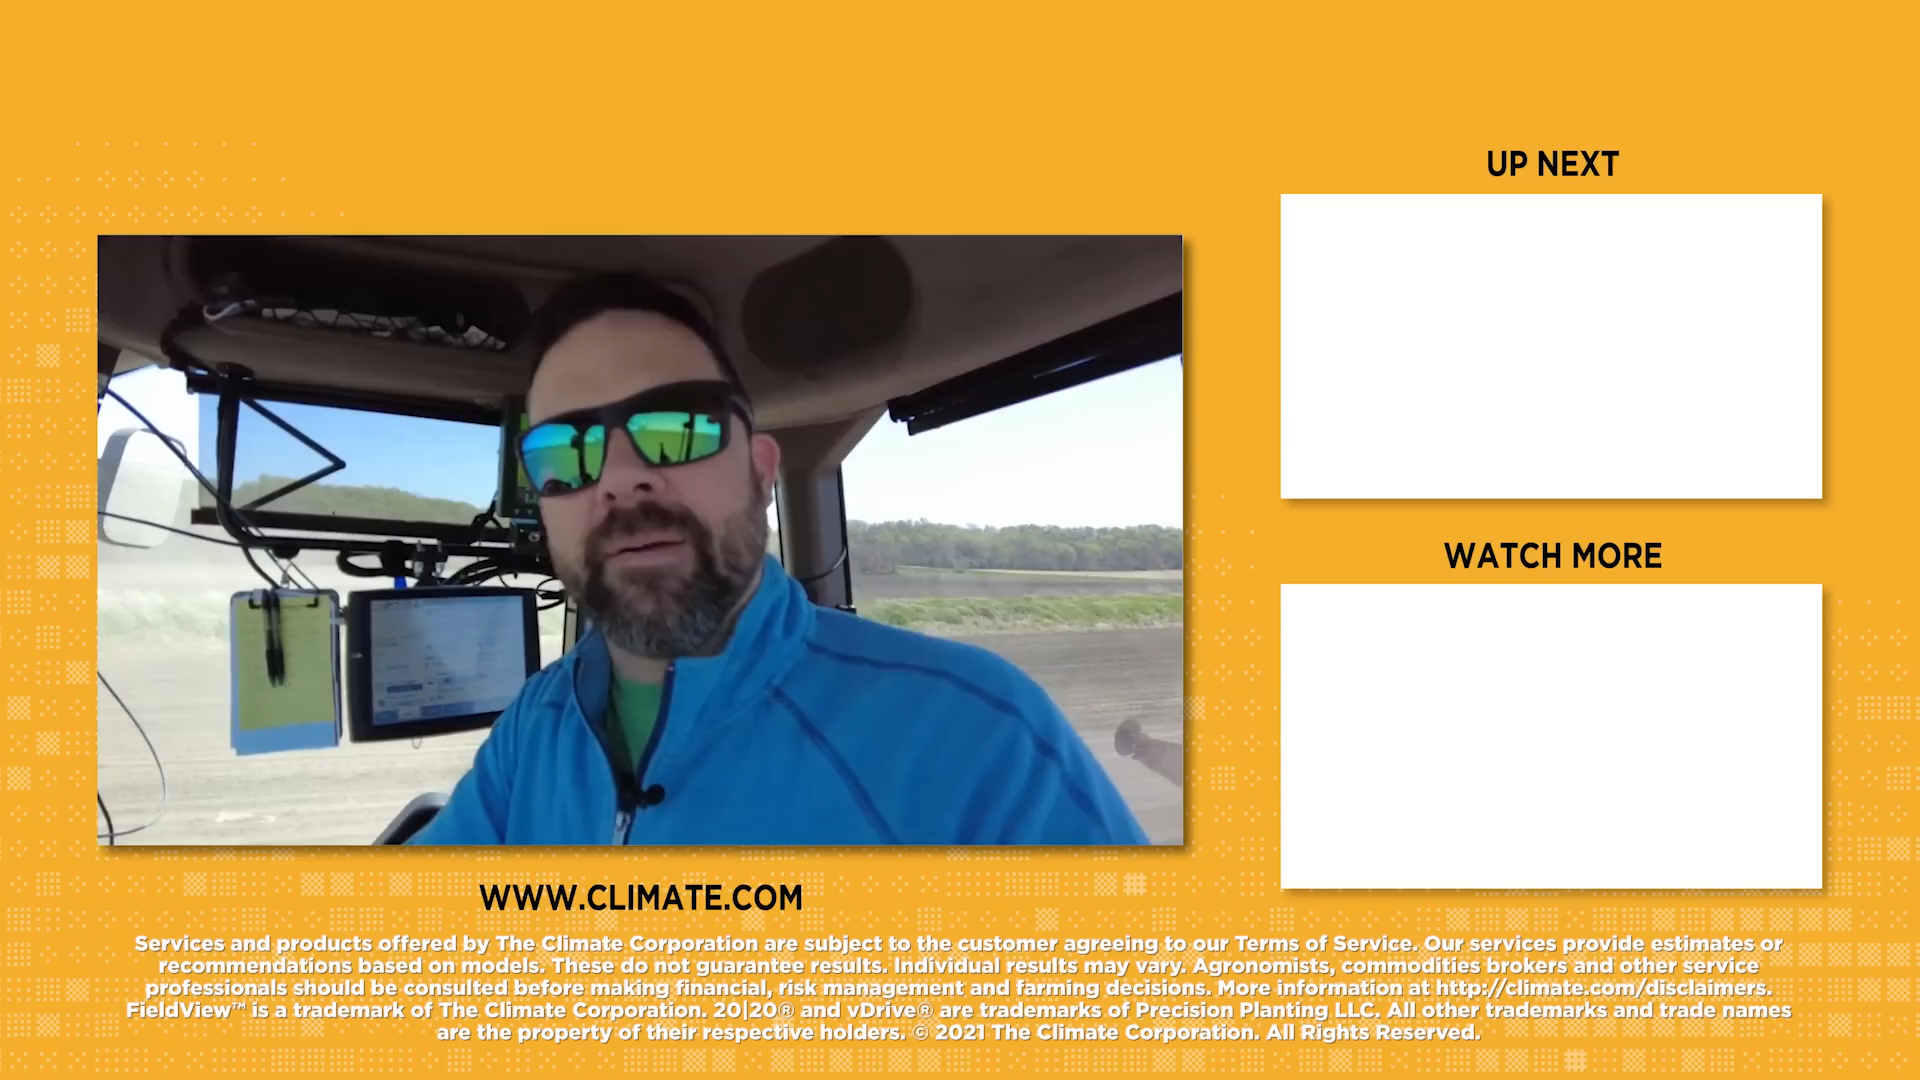 UP NEXT
WATCH MORE
WWW.CLIMATE.COM
Services and products offered by The Climate Corporation are subject to the customer agreeing to our Terms of Service. Our services provide estimates or
recommendations based on models. These do not guarantee results. Individual results may vary. Agronomists, commodities brokers and other service
professionals should be consulted before making financial, risk management and farming decisions. More information at http://climate.com/disclaimers.
FieldView™ is a trademark of The Climate Corporation. 20|20® and vDrive® are trademarks of Precision Planting LLC. All other trademarks and trade names
are the property of their respective holders. © 2021 The Climate Corporation. All Rights Reserved.